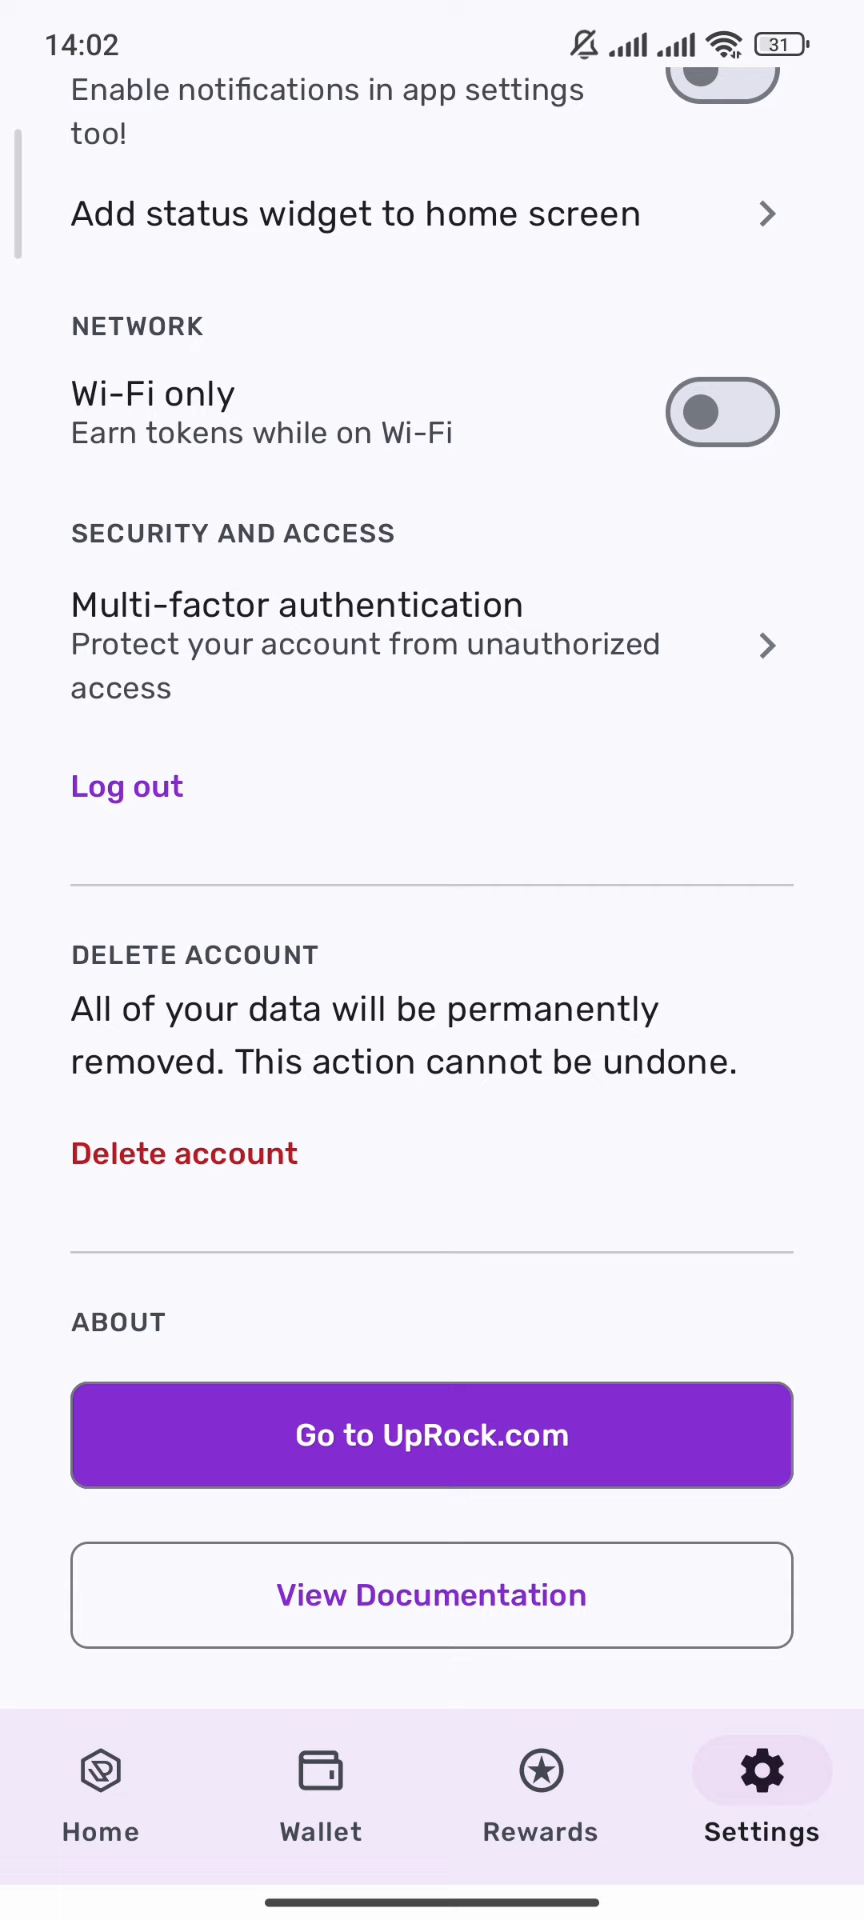 14:02
31
Enable notifications in app settings
too!
Add status widget to home screen
NETWORK
Wi-Fi only
Earn tokens while on Wi-Fi
SECURITY AND ACCESS
Multi-factor authentication
Protect your account from unauthorized
access
Log out
DELETE ACCOUNT
All of your data will be permanently
removed. This action cannot be undone.
Delete account
ABOUT
Go to UpRock.com
View Documentation
Home
Wallet
Rewards
Settings